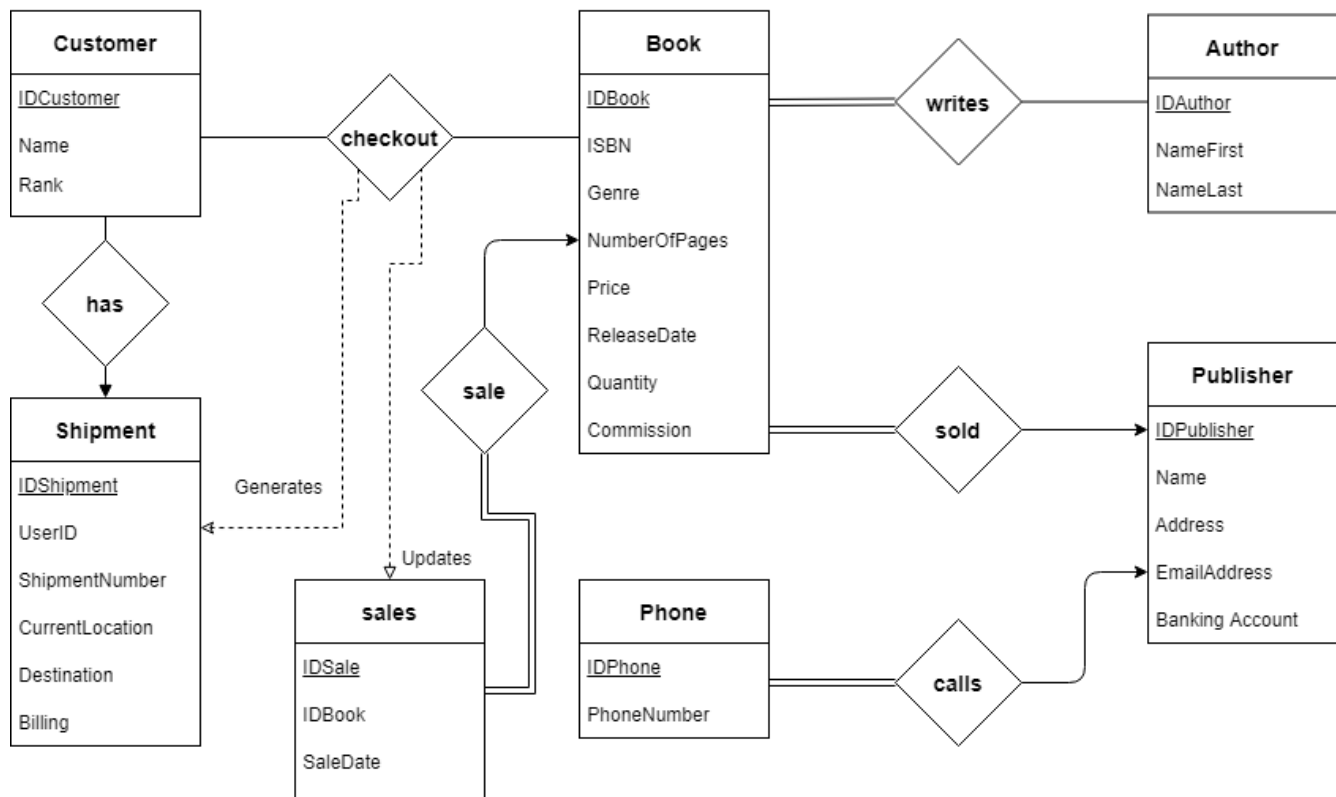 Customer
IDCustomer
Name
Rank
checkout
Book
IDBook
ISBN
Genre
NumberOfPages
Price
ReleaseDate
Quantity
Commission
writes
Author
IDAuthor
NameFirst
NameLast
has
sale
sold
Publisher
IDPublisher
Name
Address
EmailAddress
Banking Account
Shipment
IDShipment
UserID
ShipmentNumber
CurrentLocation
Destination
Billing
Generates
Updates
sales
IDSale
IDBook
SaleDate
Phone
IDPhone
PhoneNumber
calls